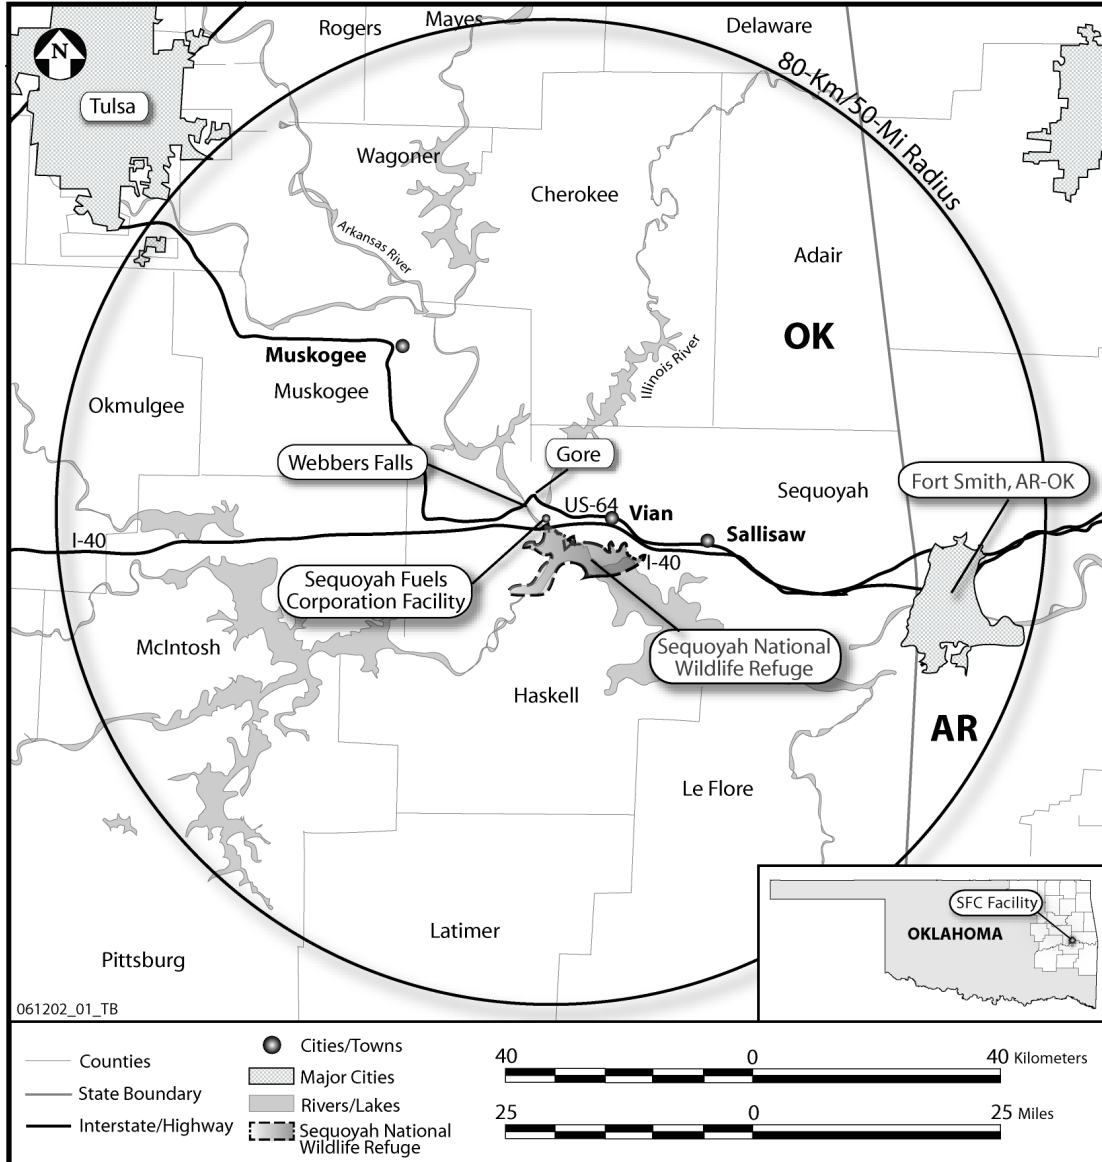 Rogers
Mayes
Delaware
N
80-Km/50-Mi Radius
Tulsa
Wagoner
Cherokee
Arkansas River
Adair
OK
Muskogee
Muskogee
Illinois River
Okmulgee
Webbers Falls
Gore
Fort Smith, AR-OK
Sequoyah
US-64
Vian
Sallisaw
I-40
I-40
Sequoyah Fuels
Corporation Facility
McIntosh
Sequoyah National
Wildlife Refuge
Haskell
AR
Le Flore
SFC Facility
OKLAHOMA
Latimer
Pittsburg
061202_01_TB
Counties
State Boundary
Interstate/Highway
Cities/Towns
Major Cities
Rivers/Lakes
Sequoyah National
Wildlife Refuge
40 0 40 Kilometers
25 0 25 Miles